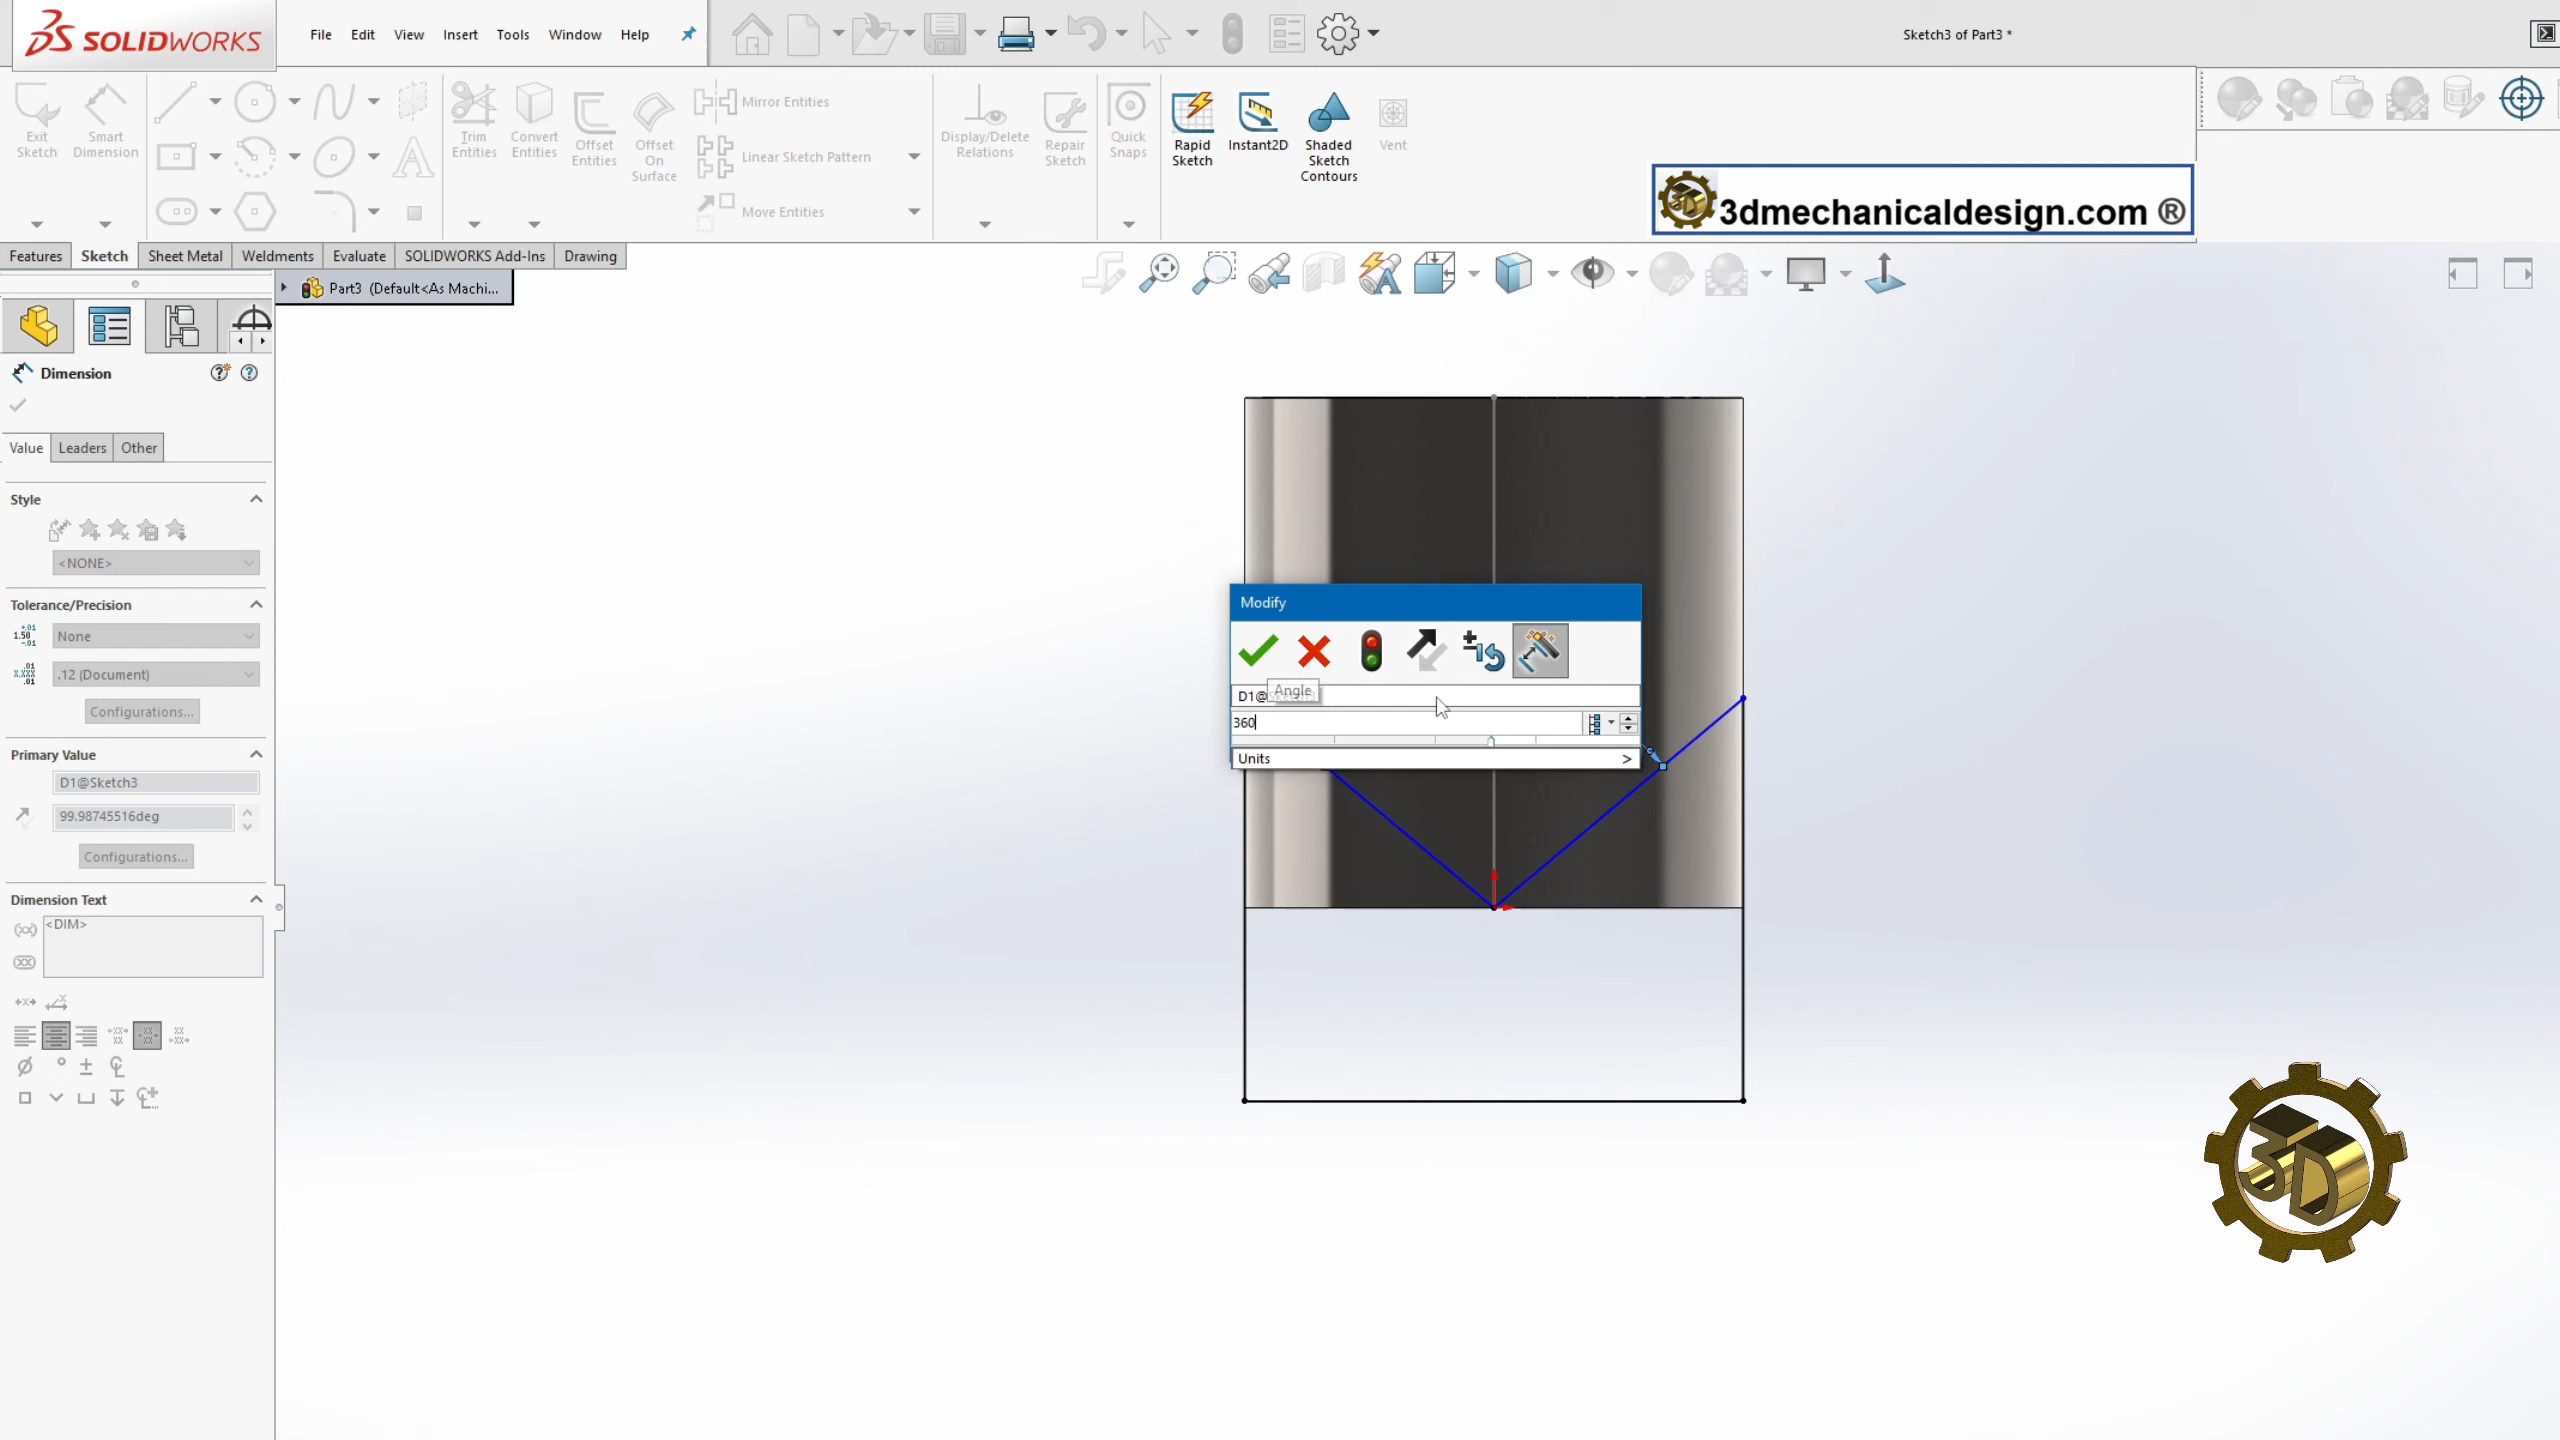 SOLIDWORKS
File Edit View Insert Tools Window Help
Sketch3 of Part3 *
Exit Sketch
Smart Dimension
Trim Entities
Convert Entities
Offset Entities
Offset On Surface
Mirror Entities
Linear Sketch Pattern
Move Entities
Display/Delete Relations
Repair Sketch
Quick Snaps
Rapid Sketch
Instant2D
Shaded Sketch Contours
Vent
3dmechanicaldesign.com ®
Features Sketch Sheet Metal Weldments Evaluate SOLIDWORKS Add-Ins Drawing
Part3 (Default<As Machi...
Dimension
Value Leaders Other
Style
<NONE>
Tolerance/Precision
None
.12 (Document)
Configurations...
Primary Value
D1@Sketch3
99.98745516deg
Configurations...
Dimension Text
<DIM>
Modify
D1@
Angle
360
Units >
3D